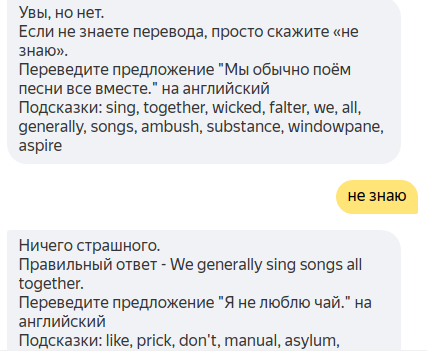 Увы, но нет.
Если не знаете перевода, просто скажите «не
знаю».
Переведите предложение "Мы обычно поём
песни все вместе." на английский
Подсказки: sing, together, wicked, falter, we, all,
generally, songs, ambush, substance, windowpane,
aspire
не знаю
Ничего страшного.
Правильный ответ - We generally sing songs all
together.
Переведите предложение "Я не люблю чай." на
английский
Подсказки: like, prick, don't, manual, asylum,